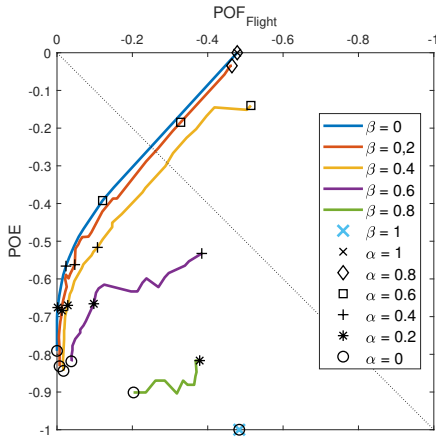 POF_Flight
0 -0.2 -0.4 -0.6 -0.8 -1
0
-0.1
-0.2
-0.3
-0.4
-0.5
-0.6
-0.7
-0.8
-0.9
-1
POE
β = 0
β = 0,2
β = 0.4
β = 0.6
β = 0.8
β = 1
α = 1
α = 0.8
α = 0.6
α = 0.4
α = 0.2
α = 0